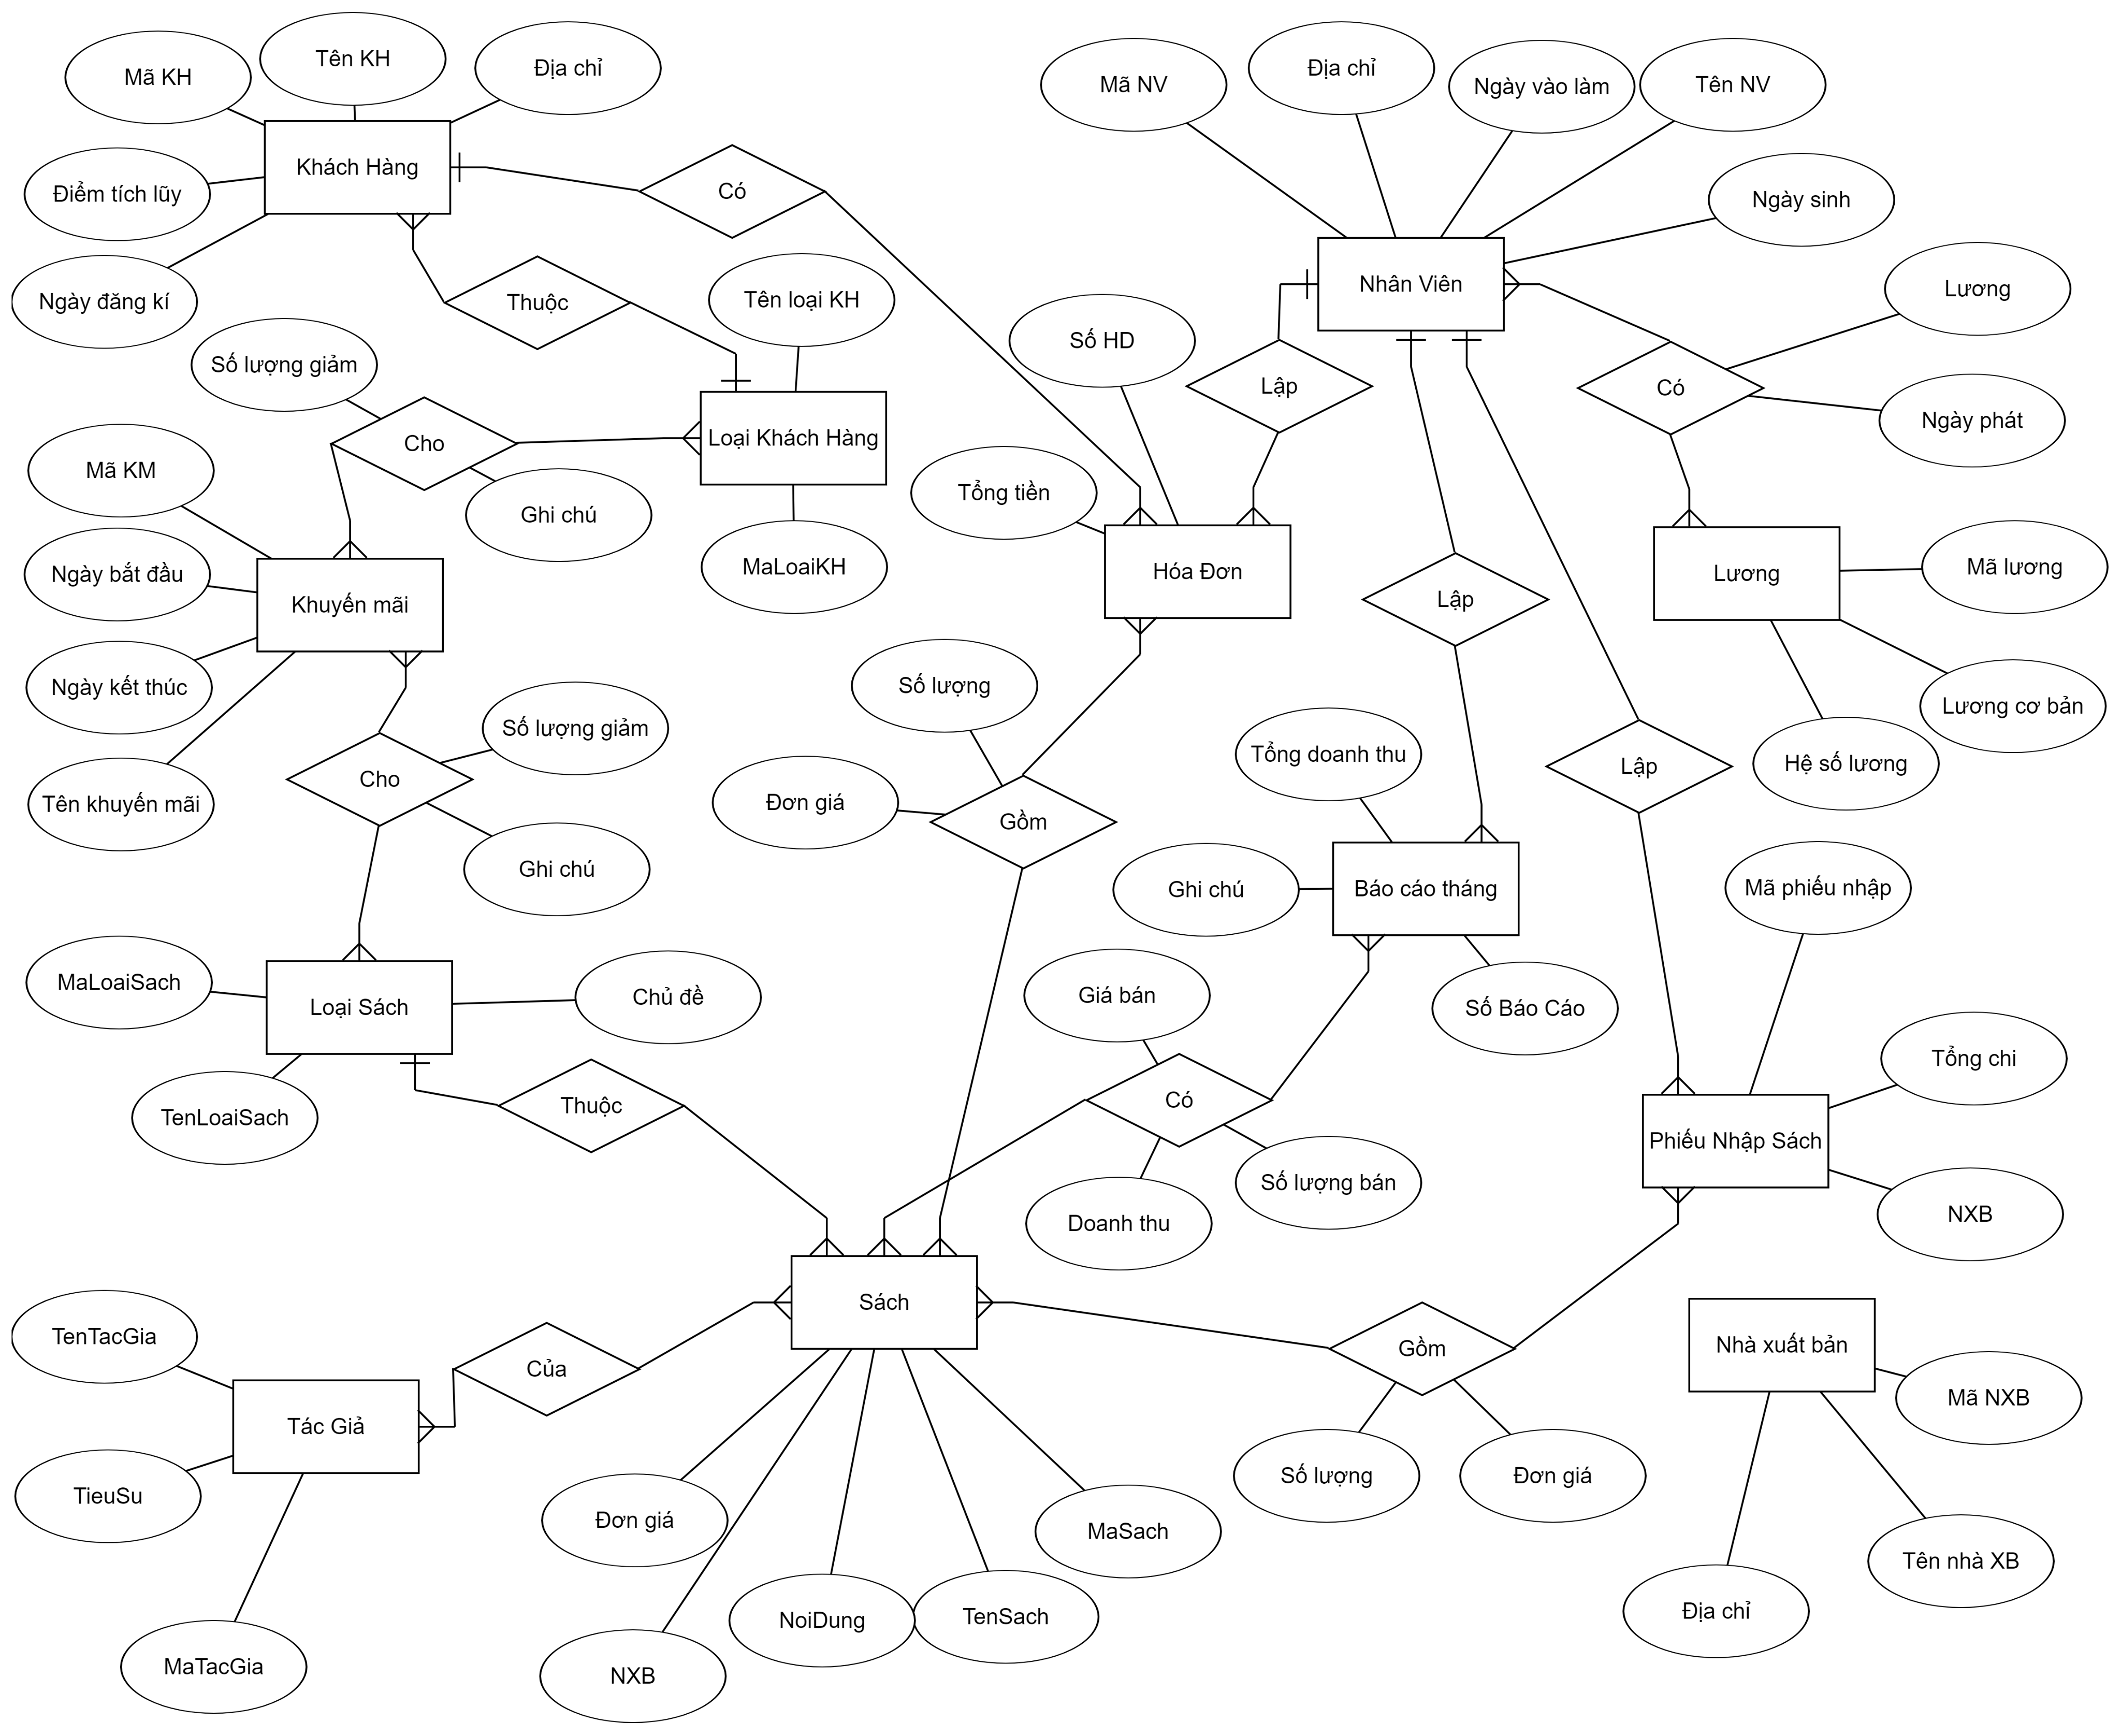 Mã KH
Tên KH
Địa chỉ
Mã NV
Địa chỉ
Ngày vào làm
Tên NV
Khách Hàng
Điểm tích lũy
Có
Ngày sinh
Ngày đăng kí
Thuộc
Tên loại KH
Nhân Viên
Lương
Số HD
Số lượng giảm
Lập
Có
Ngày phát
Cho
Loại Khách Hàng
Mã KM
Ghi chú
Tổng tiền
Ngày bắt đầu
MaLoaiKH
Hóa Đơn
Lương
Mã lương
Khuyến mãi
Lập
Ngày kết thúc
Số lượng
Lương cơ bản
Số lượng giảm
Tổng doanh thu
Lập
Hệ số lương
Cho
Tên khuyến mãi
Đơn giá
Gồm
Ghi chú
Ghi chú
Báo cáo tháng
Mã phiếu nhập
MaLoaiSach
Loại Sách
Chủ đề
Giá bán
Số Báo Cáo
Tổng chi
TenLoaiSach
Thuộc
Có
Phiếu Nhập Sách
Số lượng bán
Doanh thu
NXB
Sách
TenTacGia
Của
Gồm
Nhà xuất bản
Tác Giả
Mã NXB
TieuSu
Số lượng
Đơn giá
Đơn giá
MaSach
Tên nhà XB
NoiDung
TenSach
Địa chỉ
MaTacGia
NXB